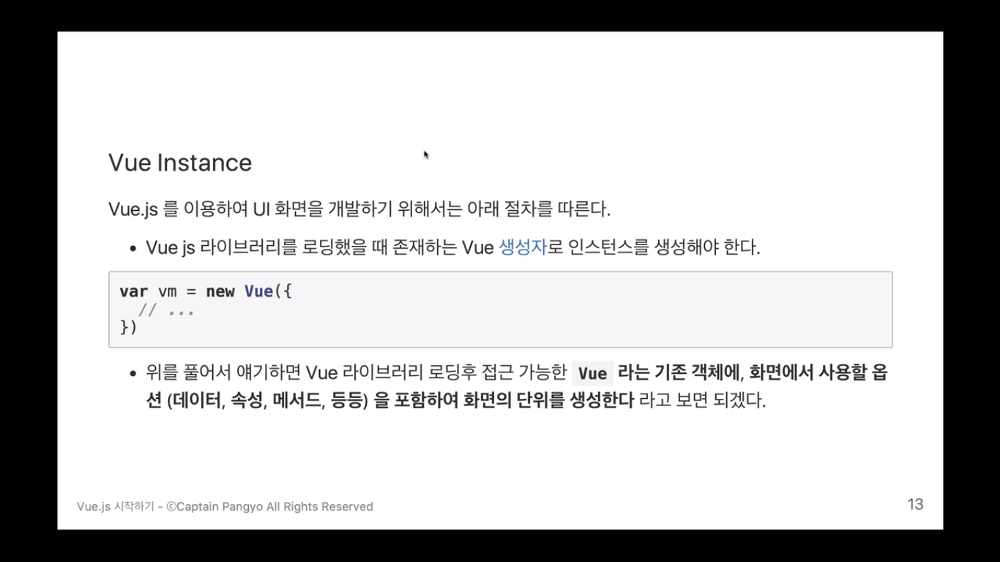 Vue Instance
Vue.js 를 이용하여 UI 화면을 개발하기 위해서는 아래 절차를 따른다.
• Vue js 라이브러리를 로딩했을 때 존재하는 Vue 생성자로 인스턴스를 생성해야 한다.
var vm = new Vue({
// ...
})
• 위를 풀어서 얘기하면 Vue 라이브러리 로딩후 접근 가능한 Vue 라는 기존 객체에, 화면에서 사용할 옵
션 (데이터, 속성, 메서드, 등등) 을 포함하여 화면의 단위를 생성한다 라고 보면 되겠다.
Vue.js 시작하기 - ©Captain Pangyo All Rights Reserved
13